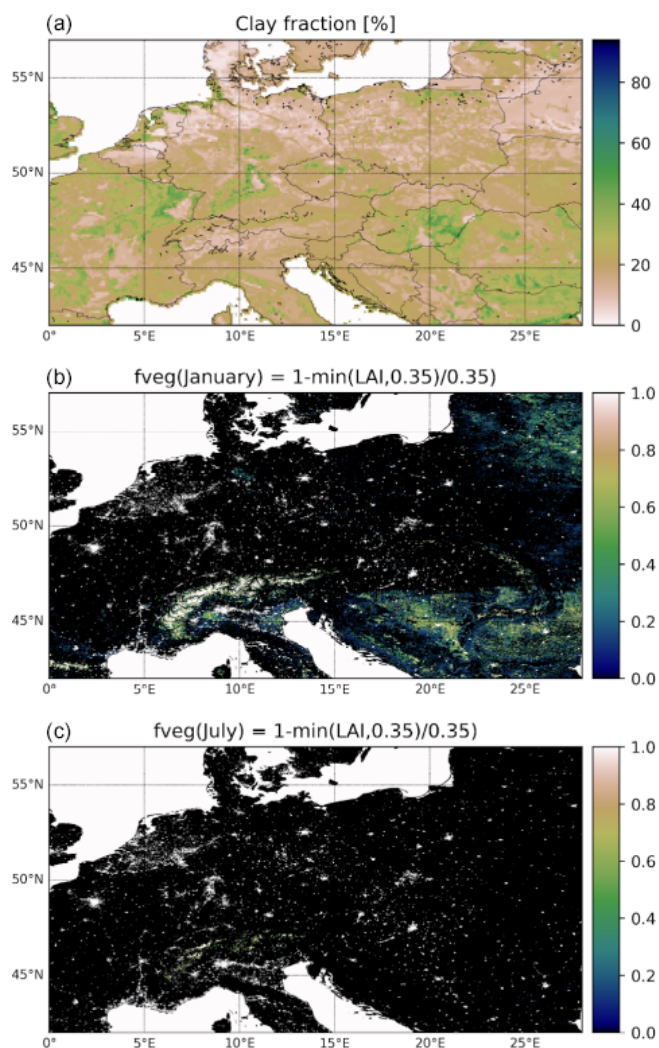 (a) Clay fraction [%]
55°N
50°N
45°N
0° 5°E 10°E 15°E 20°E 25°E
80
60
40
20
0
(b) fveg(January) = 1-min(LAI,0.35)/0.35)
55°N
50°N
45°N
0° 5°E 10°E 15°E 20°E 25°E
1.0
0.8
0.6
0.4
0.2
0.0
(c) fveg(July) = 1-min(LAI,0.35)/0.35)
55°N
50°N
45°N
0° 5°E 10°E 15°E 20°E 25°E
1.0
0.8
0.6
0.4
0.2
0.0